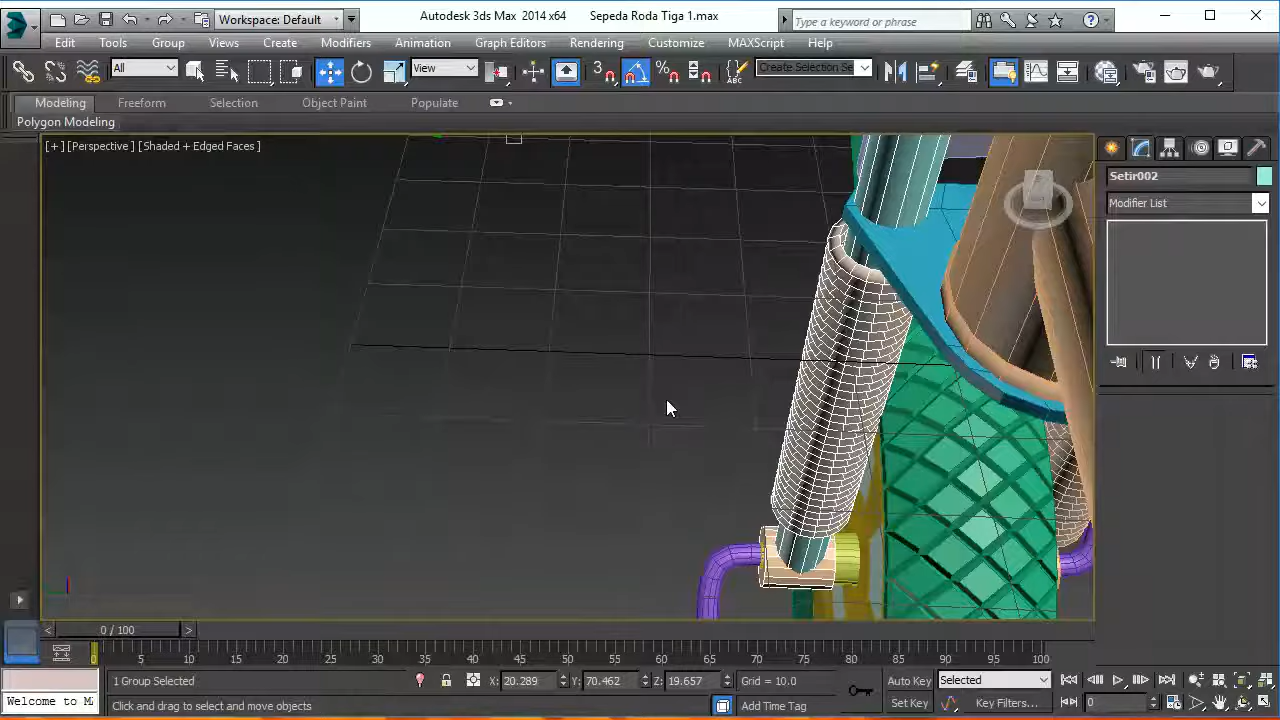 Workspace: Default
Autodesk 3ds Max 2014 x64 Sepeda Roda Tiga 1.max
Type a keyword or phrase
Edit Tools Group Views Create Modifiers Animation Graph Editors Rendering Customize MAXScript Help
All View 3 Create Selection Se
Modeling Freeform Selection Object Paint Populate
Polygon Modeling
[+] [Perspective ] [Shaded + Edged Faces ]
Setir002
Modifier List
< 0 / 100 >
0 5 10 15 20 25 30 35 40 45 50 55 60 65 70 75 80 85 90 95 100
1 Group Selected X: 20.289 Y: 70.462 Z: 19.657 Grid = 10.0 Auto Key Selected
Welcome to M Click and drag to select and move objects Add Time Tag Set Key Key Filters... 0